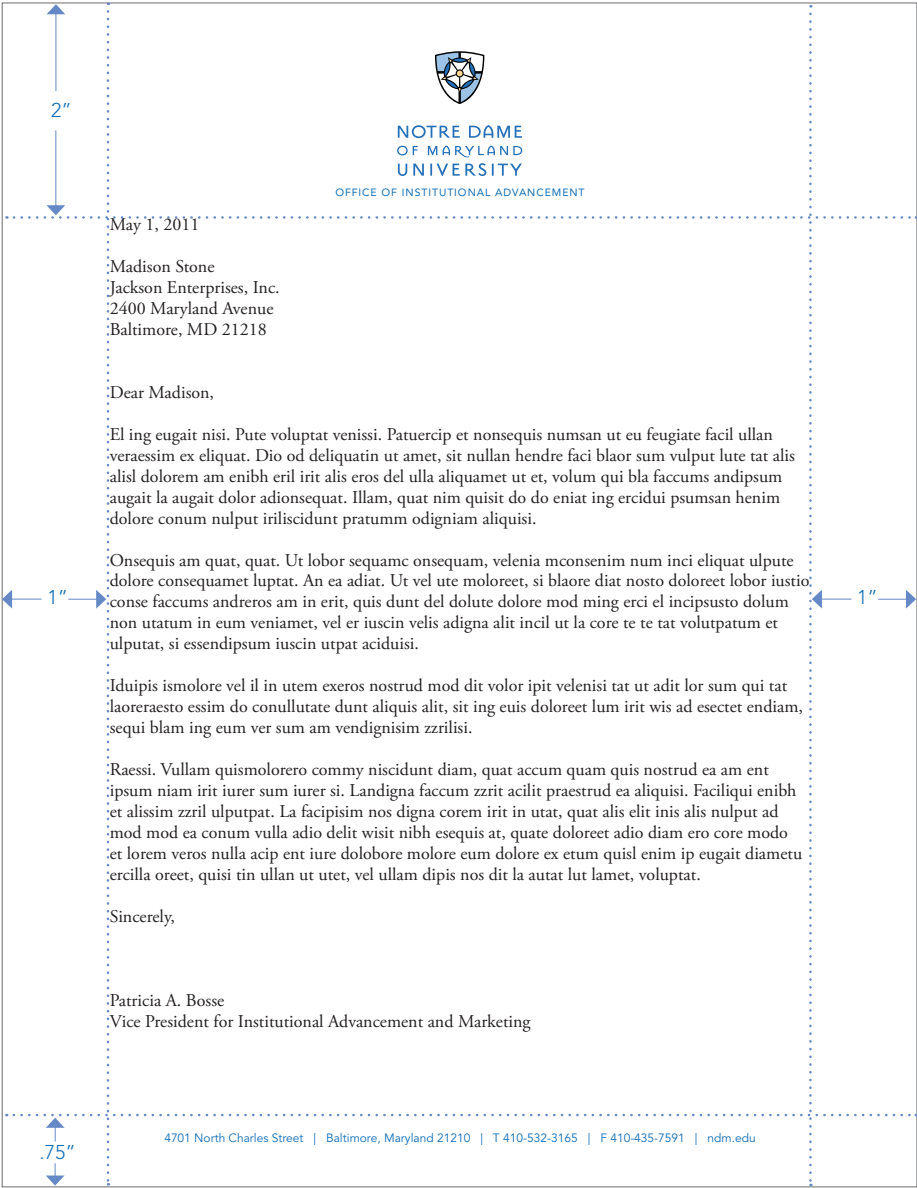 2″
NOTRE DAME
OF MARYLAND
UNIVERSITY
OFFICE OF INSTITUTIONAL ADVANCEMENT
May 1, 2011
Madison Stone
Jackson Enterprises, Inc.
2400 Maryland Avenue
Baltimore, MD 21218
Dear Madison,
El ing eugait nisi. Pute voluptat venissi. Patuercip et nonsequis numsan ut eu feugiate facil ullan
veraessim ex eliquat. Dio od deliquatin ut amet, sit nullan hendre faci blaor sum vulput lute tat alis
alisl dolorem am enibh eril irit alis eros del ulla aliquamet ut et, volum qui bla faccums andipsum
augait la augait dolor adionsequat. Illam, quat nim quisit do do eniat ing ercidui psumsan henim
dolore conum nulput iriliscidunt pratumm odigniam aliquisi.
Onsequis am quat, quat. Ut lobor sequamc onsequam, velenia mconsenim num inci eliquat ulpute
dolore consequamet luptat. An ea adiat. Ut vel ute moloreet, si blaore diat nosto doloreet lobor iustio
1″
conse faccums andreros am in erit, quis dunt del dolute dolore mod ming erci el incipsusto dolum
1″
non utatum in eum veniamet, vel er iuscin velis adigna alit incil ut la core te te tat volutpatum et
ulputat, si essendipsum iuscin utpat aciduisi.
Iduipis ismolore vel il in utem exeros nostrud mod dit volor ipit velenisi tat ut adit lor sum qui tat
laoreraesto essim do conullutate dunt aliquis alit, sit ing euis doloreet lum irit wis ad esectet endiam,
sequi blam ing eum ver sum am vendignisim zzrilisi.
Raessi. Vullam quismolorero commy niscidunt diam, quat accum quam quis nostrud ea am ent
ipsum niam irit iurer sum iurer si. Landigna faccum zzrit acilit praestrud ea aliquisi. Faciliqui enibh
et alissim zzril ulputpat. La facipisim nos digna corem irit in utat, quat alis elit inis alis nulput ad
mod mod ea conum vulla adio delit wisit nibh esequis at, quate doloreet adio diam ero core modo
et lorem veros nulla acip ent iure dolobore molore eum dolore ex etum quisl enim ip eugait diametu
ercilla oreet, quisi tin ullan ut utet, vel ullam dipis nos dit la autat lut lamet, voluptat.
Sincerely,
Patricia A. Bosse
Vice President for Institutional Advancement and Marketing
4701 North Charles Street | Baltimore, Maryland 21210 | T 410-532-3165 | F 410-435-7591 | ndm.edu
.75″